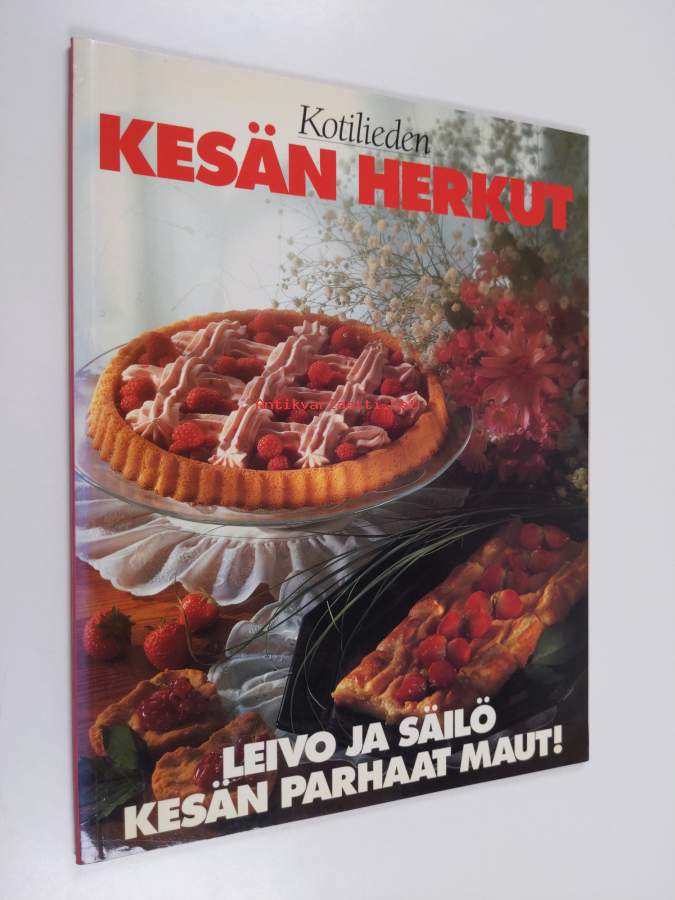 Kotilieden
KESÄN HERKUT
LEIVO JA SÄILÖ
KESÄN PARHAAT MAUT!